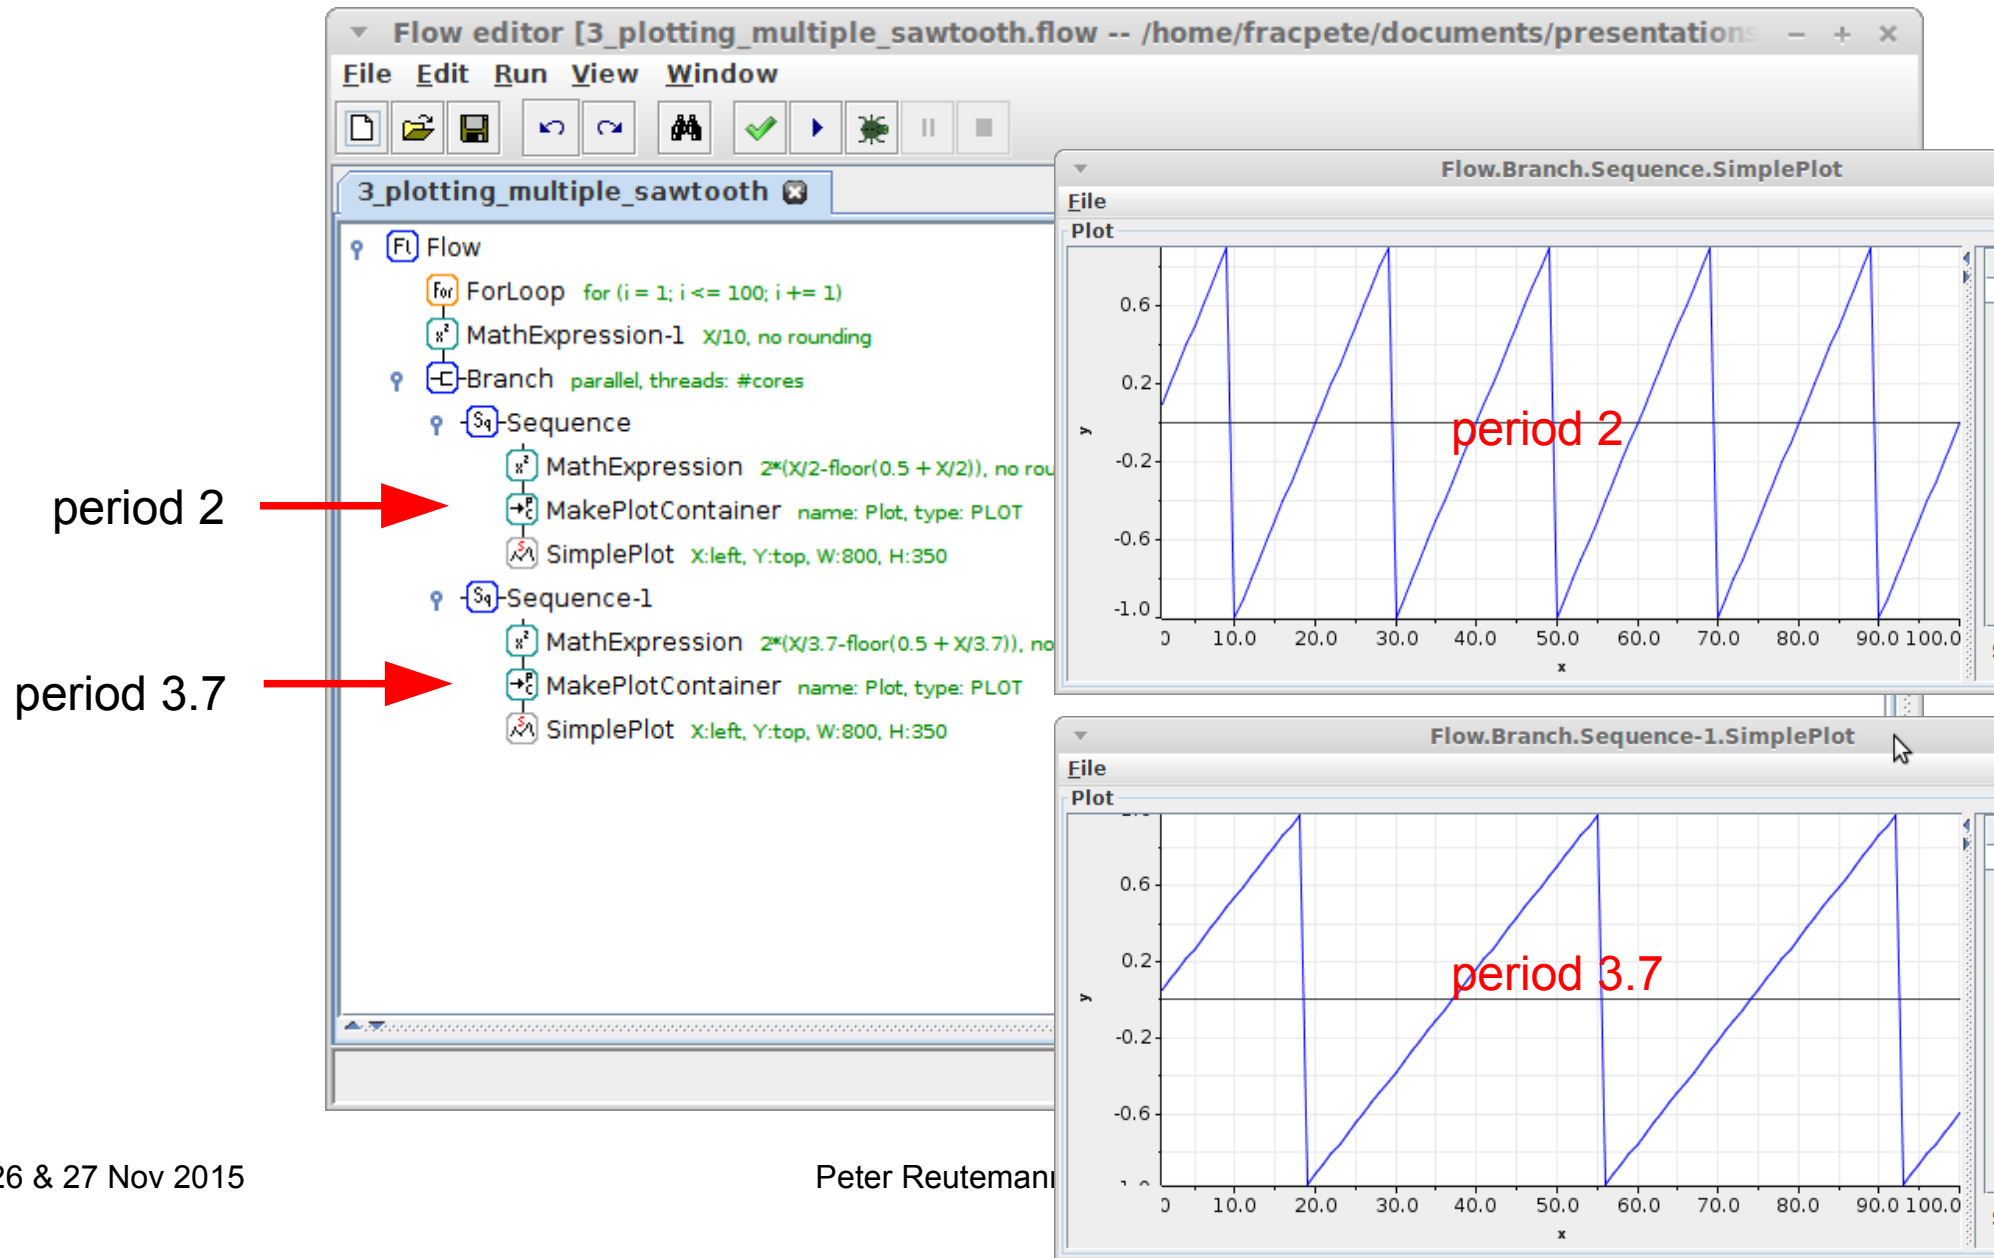 Flow editor [3_plotting_multiple_sawtooth.flow -- /home/fracpete/documents/presentations
File Edit Run View Window
3_plotting_multiple_sawtooth
Flow
ForLoop for (i = 1; i <= 100; i += 1)
MathExpression-1 X/10, no rounding
Branch parallel, threads: #cores
Sequence
MathExpression 2*(X/2-floor(0.5 + X/2)), no rou
MakePlotContainer name: Plot, type: PLOT
SimplePlot X:left, Y:top, W:800, H:350
Sequence-1
MathExpression 2*(X/3.7-floor(0.5 + X/3.7)), no
MakePlotContainer name: Plot, type: PLOT
SimplePlot X:left, Y:top, W:800, H:350
period 2
period 3.7
Flow.Branch.Sequence.SimplePlot
File
Plot
0.6
0.2
-0.2
-0.6
-1.0
y
period 2
10.0 20.0 30.0 40.0 50.0 60.0 70.0 80.0 90.0 100.0
x
Flow.Branch.Sequence-1.SimplePlot
File
Plot
0.6
0.2
-0.2
-0.6
y
period 3.7
10.0 20.0 30.0 40.0 50.0 60.0 70.0 80.0 90.0 100.0
x
26 & 27 Nov 2015
Peter Reutemann